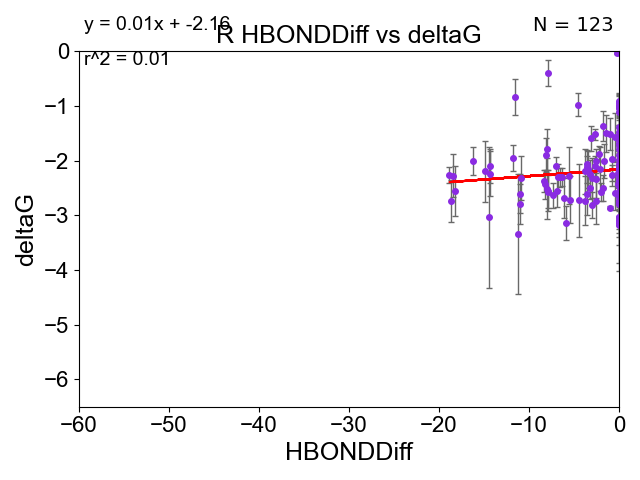 y = 0.01x + -2.16
R HBONDDiff vs deltaG
N = 123
r^2 = 0.01
0
−1
−2
−3
−4
−5
−6
deltaG
−60
−50
−40
−30
−20
−10
0
HBONDDiff